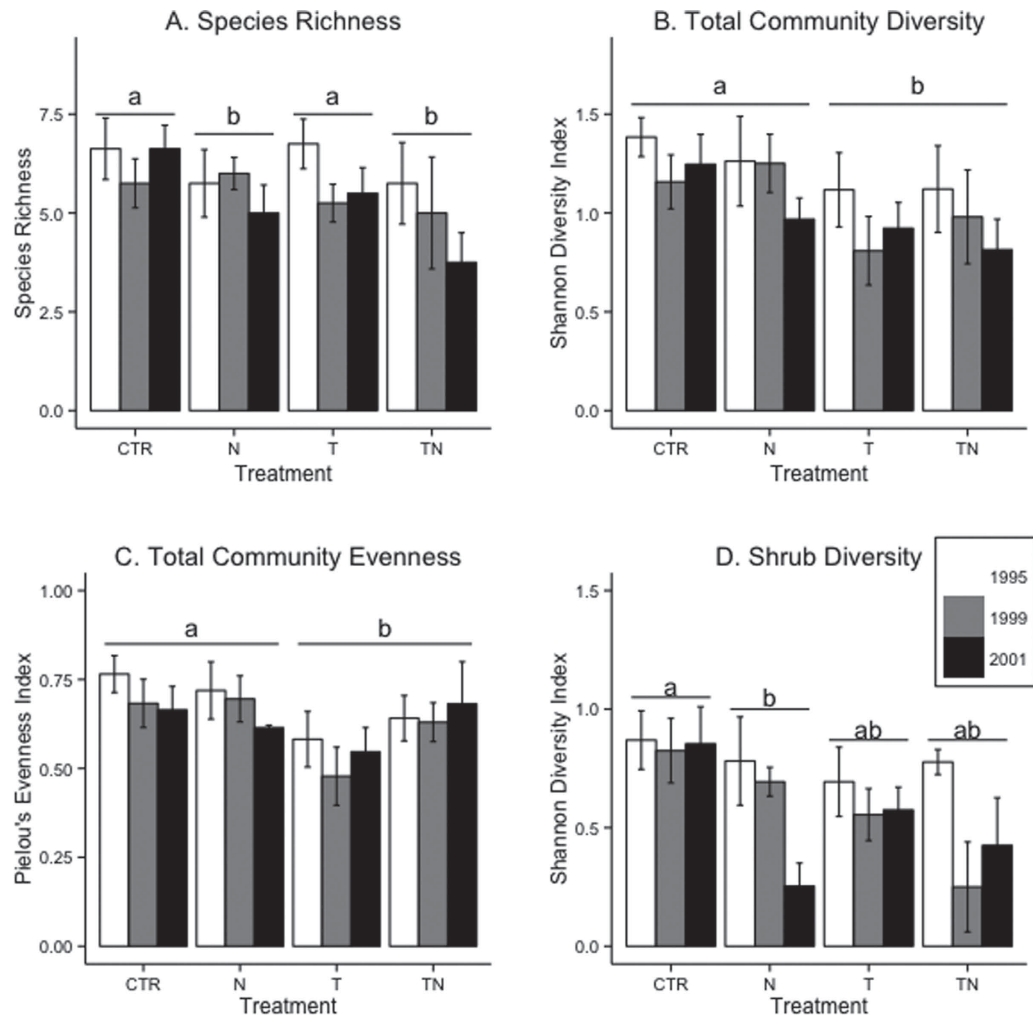 A. Species Richness
Species Richness
7.5
5.0
2.5
0.0
a
b
a
b
CTR
N
T
TN
Treatment
B. Total Community Diversity
Shannon Diversity Index
1.5
1.0
0.5
0.0
a
b
CTR
N
T
TN
Treatment
C. Total Community Evenness
Pielou's Evenness Index
1.00
0.75
0.50
0.25
0.00
a
b
CTR
N
T
TN
Treatment
D. Shrub Diversity
Shannon Diversity Index
1.5
1.0
0.5
0.0
a
b
ab
ab
CTR
N
T
TN
Treatment
1995
1999
2001